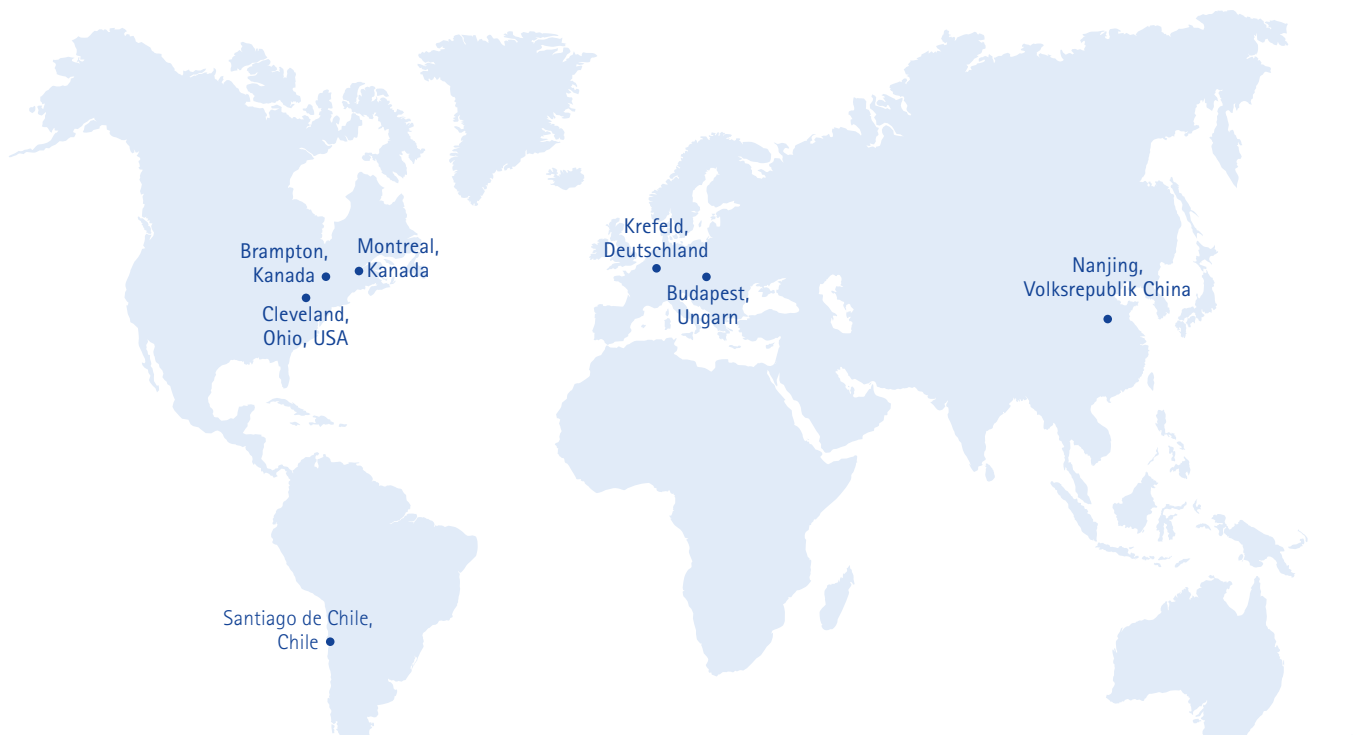 Brampton,
Kanada
Montreal,
Kanada
Cleveland,
Ohio, USA
Krefeld,
Deutschland
Budapest,
Ungarn
Nanjing,
Volksrepublik China
Santiago de Chile,
Chile